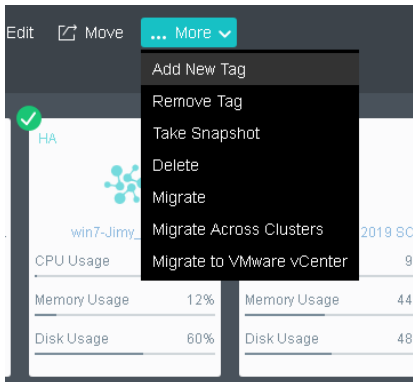 Edit Move ... More
Add New Tag
Remove Tag
HA
Take Snapshot
Delete
Migrate
win7-Jimy_ Migrate Across Clusters 2019 SC
CPU Usage Migrate to VMware vCenter 9
Memory Usage 12% Memory Usage 44
Disk Usage 60% Disk Usage 48